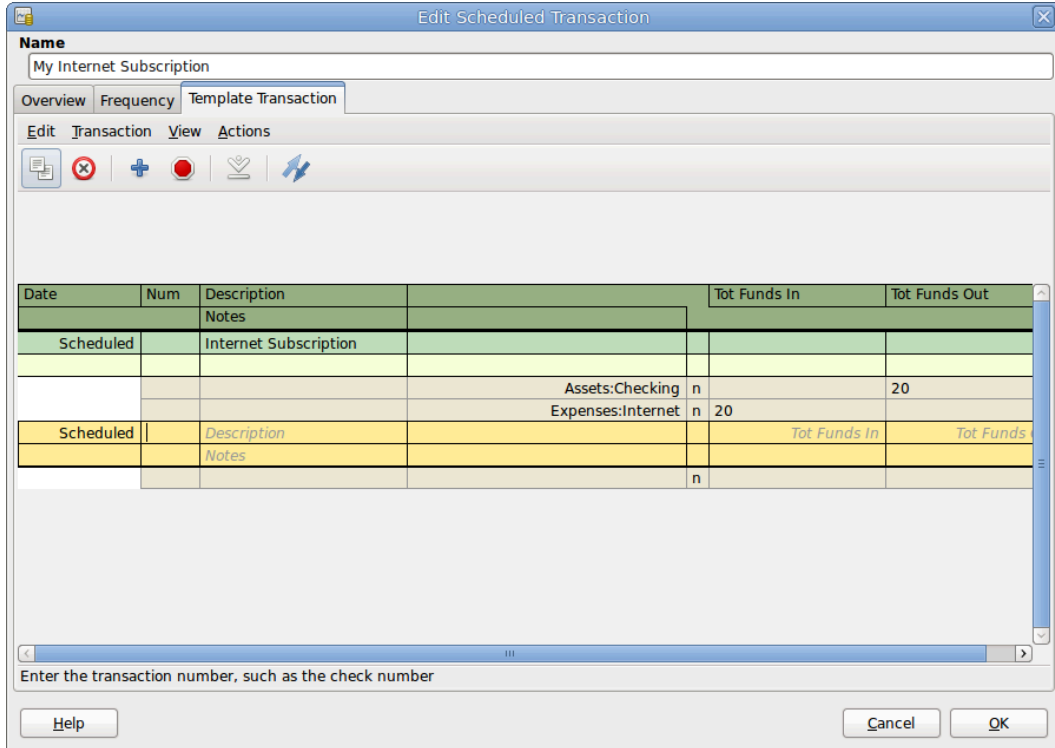 Edit Scheduled Transaction
Name
My Internet Subscription
Overview Frequency Template Transaction
Edit Transaction View Actions
Date Num Description Tot Funds In Tot Funds Out
Notes
Scheduled Internet Subscription
Assets:Checking n 20
Expenses:Internet n 20
Scheduled Description Tot Funds In Tot Funds
Notes
n
Enter the transaction number, such as the check number
Help Cancel OK